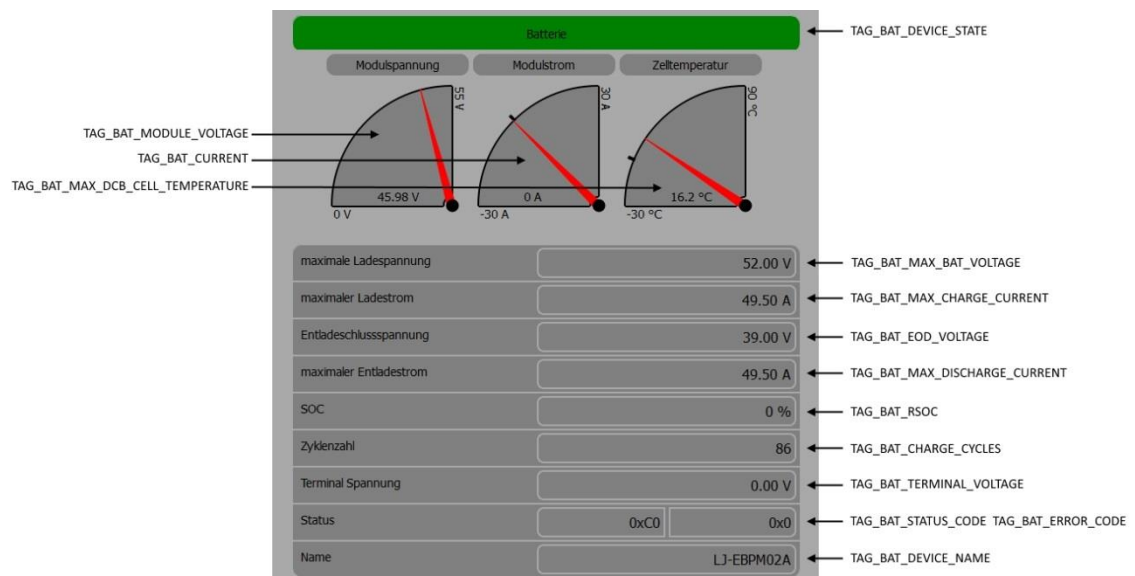 Batterie
TAG_BAT_DEVICE_STATE
Modulspannung Modulstrom Zelltemperatur
55 V 30 A 90 °C
TAG_BAT_MODULE_VOLTAGE
TAG_BAT_CURRENT
TAG_BAT_MAX_DCB_CELL_TEMPERATURE
45.98 V 0 A 16.2 °C
0 V -30 A -30 °C
maximale Ladespannung 52.00 V TAG_BAT_MAX_BAT_VOLTAGE
maximaler Ladestrom 49.50 A TAG_BAT_MAX_CHARGE_CURRENT
Entladeschlussspannung 39.00 V TAG_BAT_EOD_VOLTAGE
maximaler Entladestrom 49.50 A TAG_BAT_MAX_DISCHARGE_CURRENT
SOC 0 % TAG_BAT_RSOC
Zyklenzahl 86 TAG_BAT_CHARGE_CYCLES
Terminal Spannung 0.00 V TAG_BAT_TERMINAL_VOLTAGE
Status 0xC0 0x0 TAG_BAT_STATUS_CODE TAG_BAT_ERROR_CODE
Name LJ-EBPM02A TAG_BAT_DEVICE_NAME